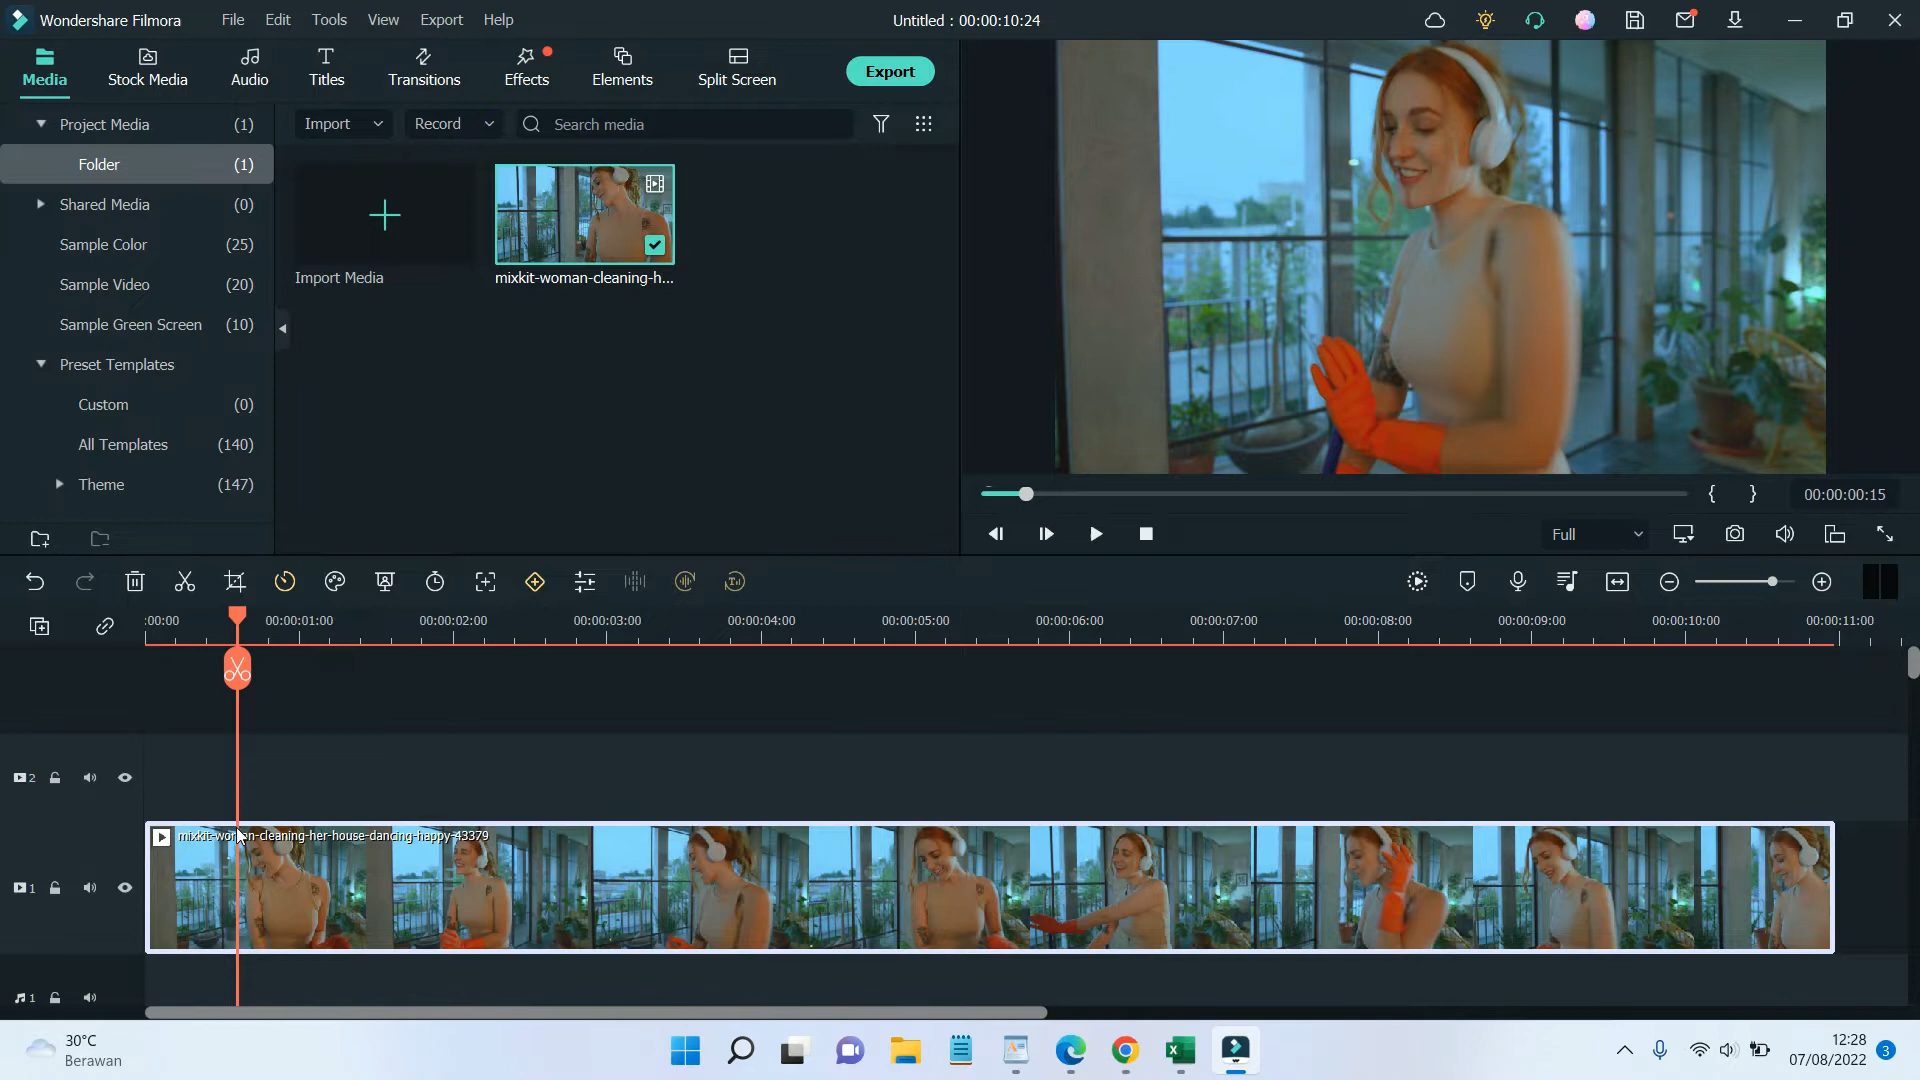 Wondershare Filmora
File Edit Tools View Export Help
Untitled : 00:00:10:24
Media
Stock Media
Audio
Titles
Transitions
Effects
Elements
Split Screen
Export
Project Media (1)
Folder (1)
Shared Media (0)
Sample Color (25)
Sample Video (20)
Sample Green Screen (10)
Preset Templates
Custom (0)
All Templates (140)
Theme (147)
Import
Record
Search media
Import Media
mixkit-woman-cleaning-h...
{ } 00:00:00:15
Full
:00:00 00:00:01:00 00:00:02:00 00:00:03:00 00:00:04:00 00:00:05:00 00:00:06:00 00:00:07:00 00:00:08:00 00:00:09:00 00:00:10:00 00:00:11:00
2
mixkit-woman-cleaning-her-house-dancing-happy-43379
1
1
30°C
Berawan
12:28
07/08/2022
3